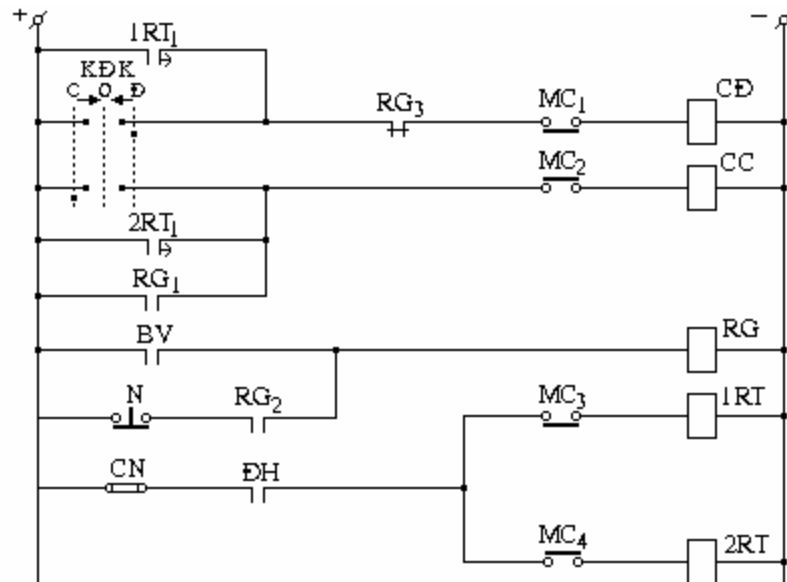 + −
1RT1
KĐK
C O Đ
RG3 MC1 CĐ
MC2 CC
2RT1
RG1
BV RG
N RG2 MC3 1RT
CN ĐH
MC4 2RT